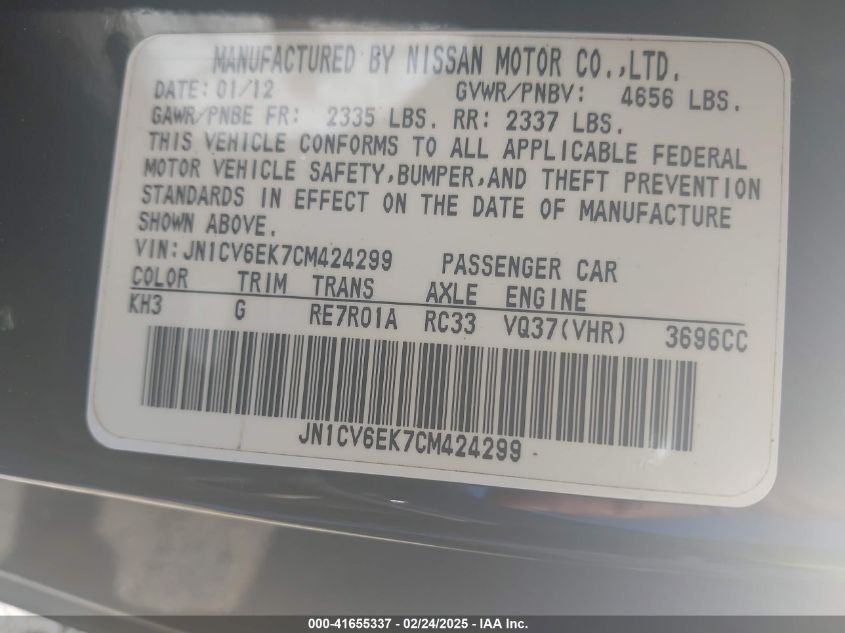 MANUFACTURED BY NISSAN MOTOR CO.,LTD.
DATE: 01/12 GVWR/PNBV: 4656 LBS.
GAWR/PNBE FR: 2335 LBS. RR: 2337 LBS.
THIS VEHICLE CONFORMS TO ALL APPLICABLE FEDERAL
MOTOR VEHICLE SAFETY,BUMPER,AND THEFT PREVENTION
STANDARDS IN EFFECT ON THE DATE OF MANUFACTURE
SHOWN ABOVE.
VIN:JN1CV6EK7CM424299 PASSENGER CAR
COLOR TRIM TRANS AXLE ENGINE
KH3 G RE7R01A RC33 VQ37(VHR) 3696CC
JN1CV6EK7CM424299
000-41655337 - 02/24/2025 - IAA Inc.